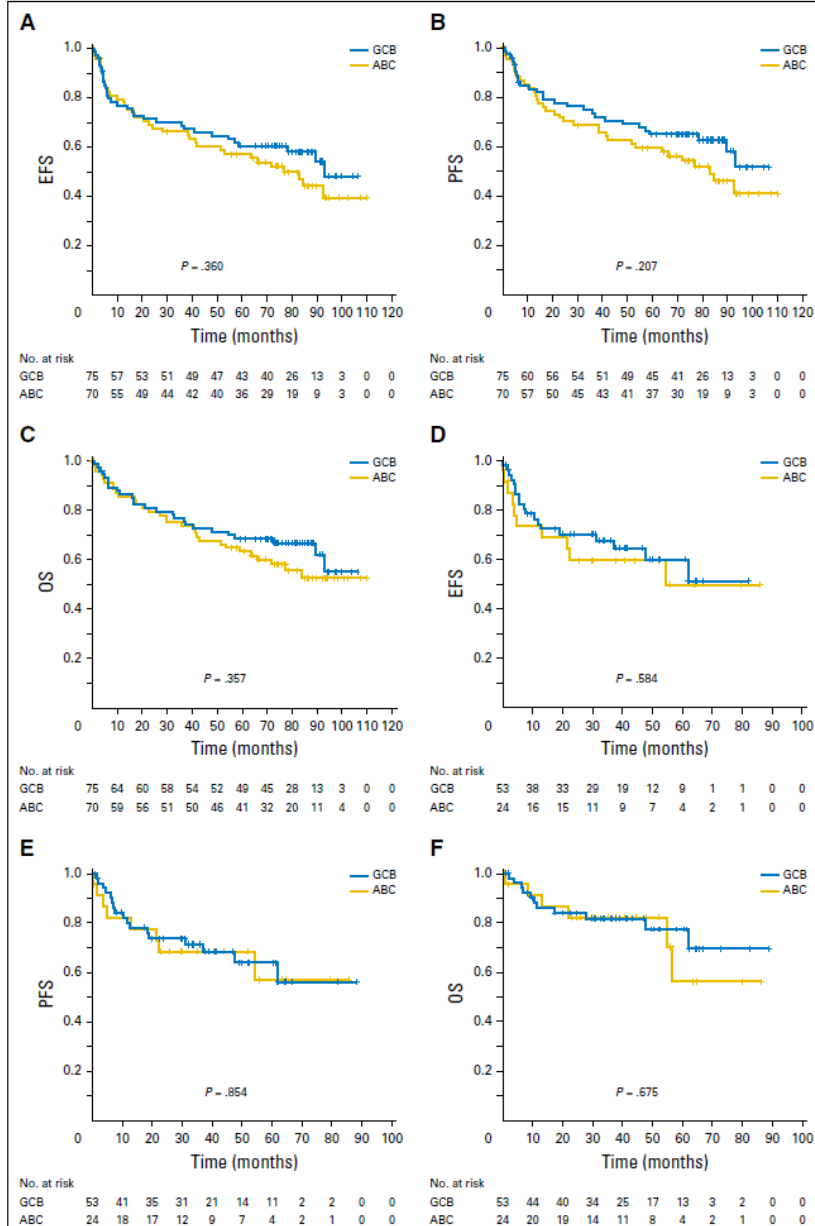 A
1.0
0.8
0.6
0.4
0.2
EFS
GCB
ABC
P = .360
0 10 20 30 40 50 60 70 80 90 100 110 120
Time (months)
No. at risk
GCB 75 57 53 51 49 47 43 40 26 13 3 0 0
ABC 70 55 49 44 42 40 36 29 19 9 3 0 0
B
1.0
0.8
0.6
0.4
0.2
PFS
GCB
ABC
P = .207
0 10 20 30 40 50 60 70 80 90 100 110 120
Time (months)
No. at risk
GCB 75 60 56 54 51 49 45 41 26 13 3 0 0
ABC 70 57 50 45 43 41 37 30 19 9 3 0 0
C
1.0
0.8
0.6
0.4
0.2
OS
GCB
ABC
P = .357
0 10 20 30 40 50 60 70 80 90 100 110 120
Time (months)
No. at risk
GCB 75 64 60 58 54 52 49 45 28 13 3 0 0
ABC 70 59 56 51 50 46 41 32 20 11 4 0 0
D
1.0
0.8
0.6
0.4
0.2
EFS
GCB
ABC
P = .584
0 10 20 30 40 50 60 70 80 90 100
Time (months)
No. at risk
GCB 53 38 33 29 19 12 9 1 1 0 0
ABC 24 16 15 11 9 7 4 2 1 0 0
E
1.0
0.8
0.6
0.4
0.2
PFS
GCB
ABC
P = .854
0 10 20 30 40 50 60 70 80 90 100
Time (months)
No. at risk
GCB 53 41 35 31 21 14 11 2 2 0 0
ABC 24 18 17 12 9 7 4 2 1 0 0
F
1.0
0.8
0.6
0.4
0.2
OS
GCB
ABC
P = .675
0 10 20 30 40 50 60 70 80 90 100
Time (months)
No. at risk
GCB 53 44 40 34 25 17 13 3 2 0 0
ABC 24 20 19 14 11 8 4 2 1 0 0